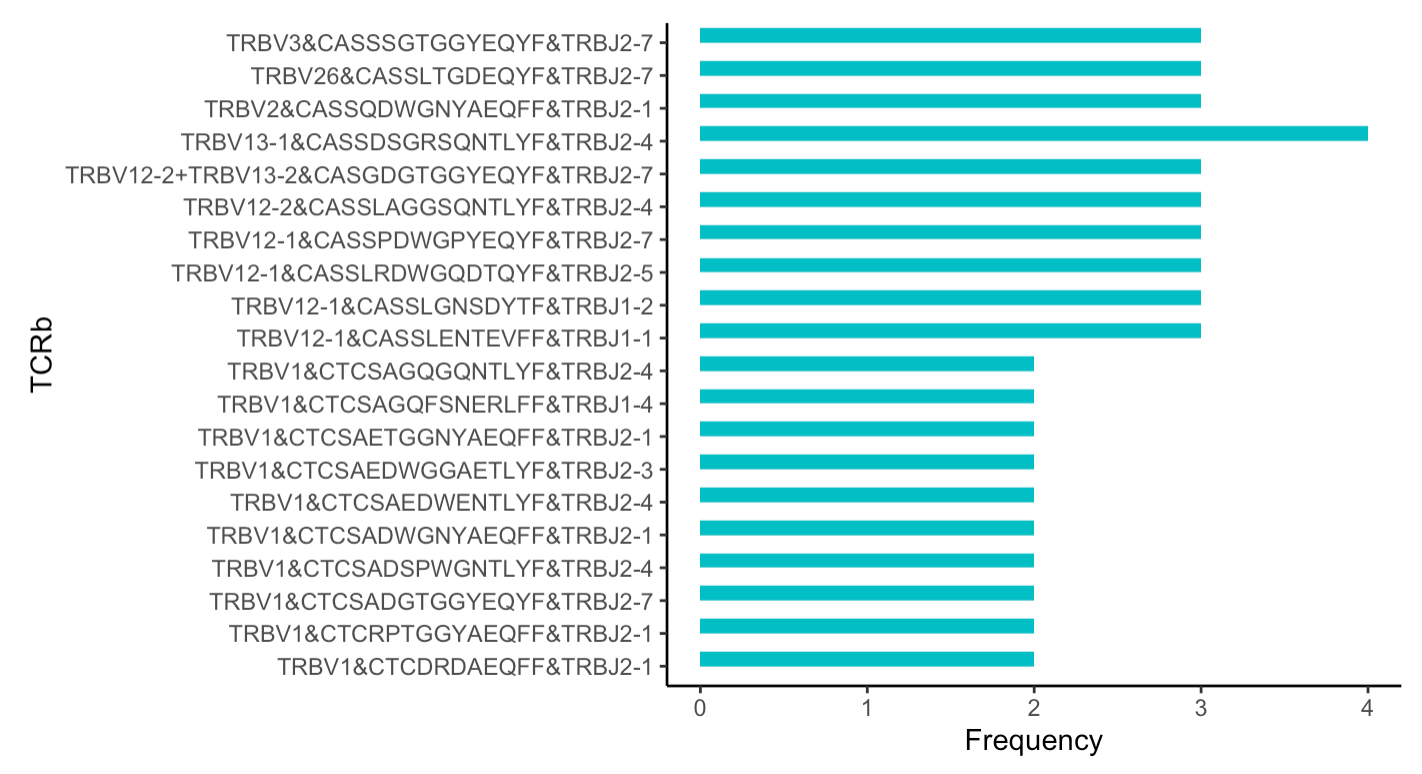 TRBV3&CASSSGTGGYEQYF&TRBJ2-7
TRBV26&CASSLTGDEQYF&TRBJ2-7
TRBV2&CASSQDWGNYAEQFF&TRBJ2-1
TRBV13-1&CASSDSGRSQNTLYF&TRBJ2-4
TRBV12-2+TRBV13-2&CASGDGTGGYEQYF&TRBJ2-7
TRBV12-2&CASSLAGGSQNTLYF&TRBJ2-4
TRBV12-1&CASSPDWGPYEQYF&TRBJ2-7
TRBV12-1&CASSLRDWGQDTQYF&TRBJ2-5
TRBV12-1&CASSLGNSDYTF&TRBJ1-2
TRBV12-1&CASSLENTEVFF&TRBJ1-1
TRBV1&CTCSAGQGQNTLYF&TRBJ2-4
TRBV1&CTCSAGQFSNERLFF&TRBJ1-4
TRBV1&CTCSAETGGNYAEQFF&TRBJ2-1
TRBV1&CTCSAEDWGGAETLYF&TRBJ2-3
TRBV1&CTCSAEDWENTLYF&TRBJ2-4
TRBV1&CTCSADWGNYAEQFF&TRBJ2-1
TRBV1&CTCSADSPWGNTLYF&TRBJ2-4
TRBV1&CTCSADGTGGYEQYF&TRBJ2-7
TRBV1&CTCRPTGGYAEQFF&TRBJ2-1
TRBV1&CTCDRDAEQFF&TRBJ2-1
TCRb
0 1 2 3 4
Frequency